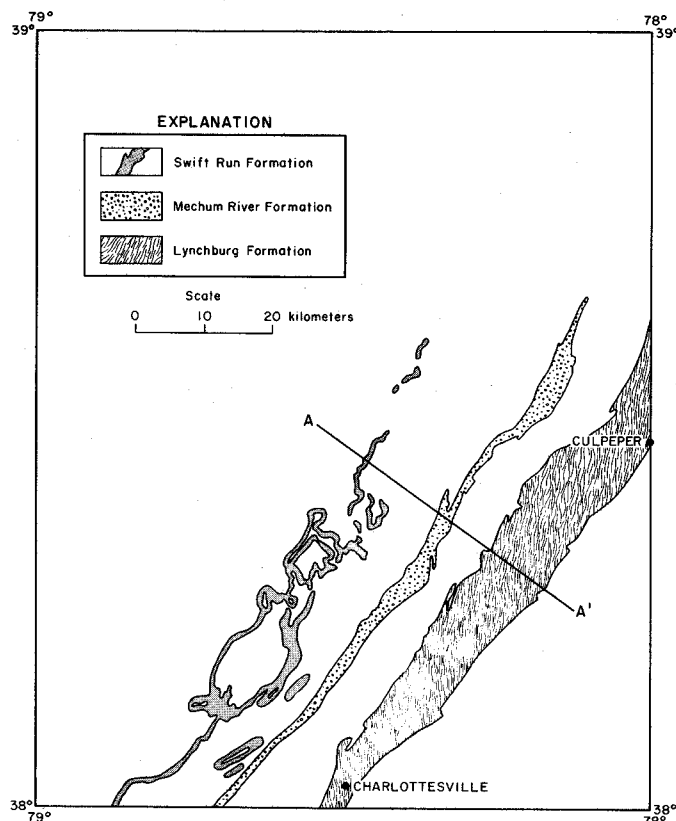 79°
78°
39°
39°
EXPLANATION
Swift Run Formation
Mechum River Formation
Lynchburg Formation
Scale
0 10 20 kilometers
A
CULPEPER
A'
CHARLOTTESVILLE
38°
38°
79°
78°